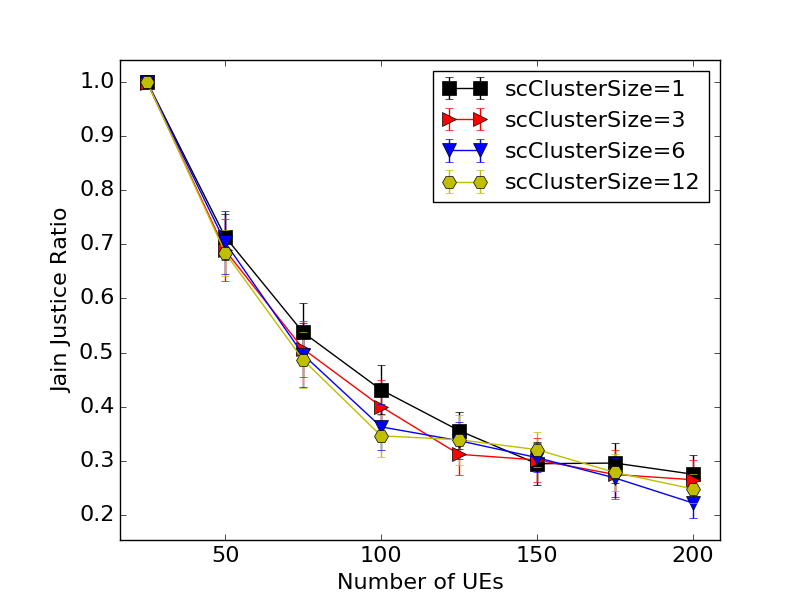 scClusterSize=1
scClusterSize=3
scClusterSize=6
scClusterSize=12
1.0
0.9
0.8
0.7
0.6
0.5
0.4
0.3
0.2
Jain Justice Ratio
50 100 150 200
Number of UEs